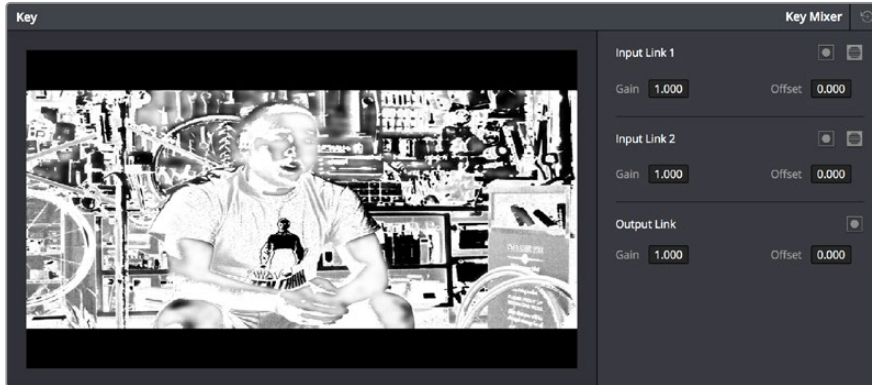 Key
Key Mixer
Input Link 1
Gain 1.000 Offset 0.000
Input Link 2
Gain 1.000 Offset 0.000
Output Link
Gain 1.000 Offset 0.000